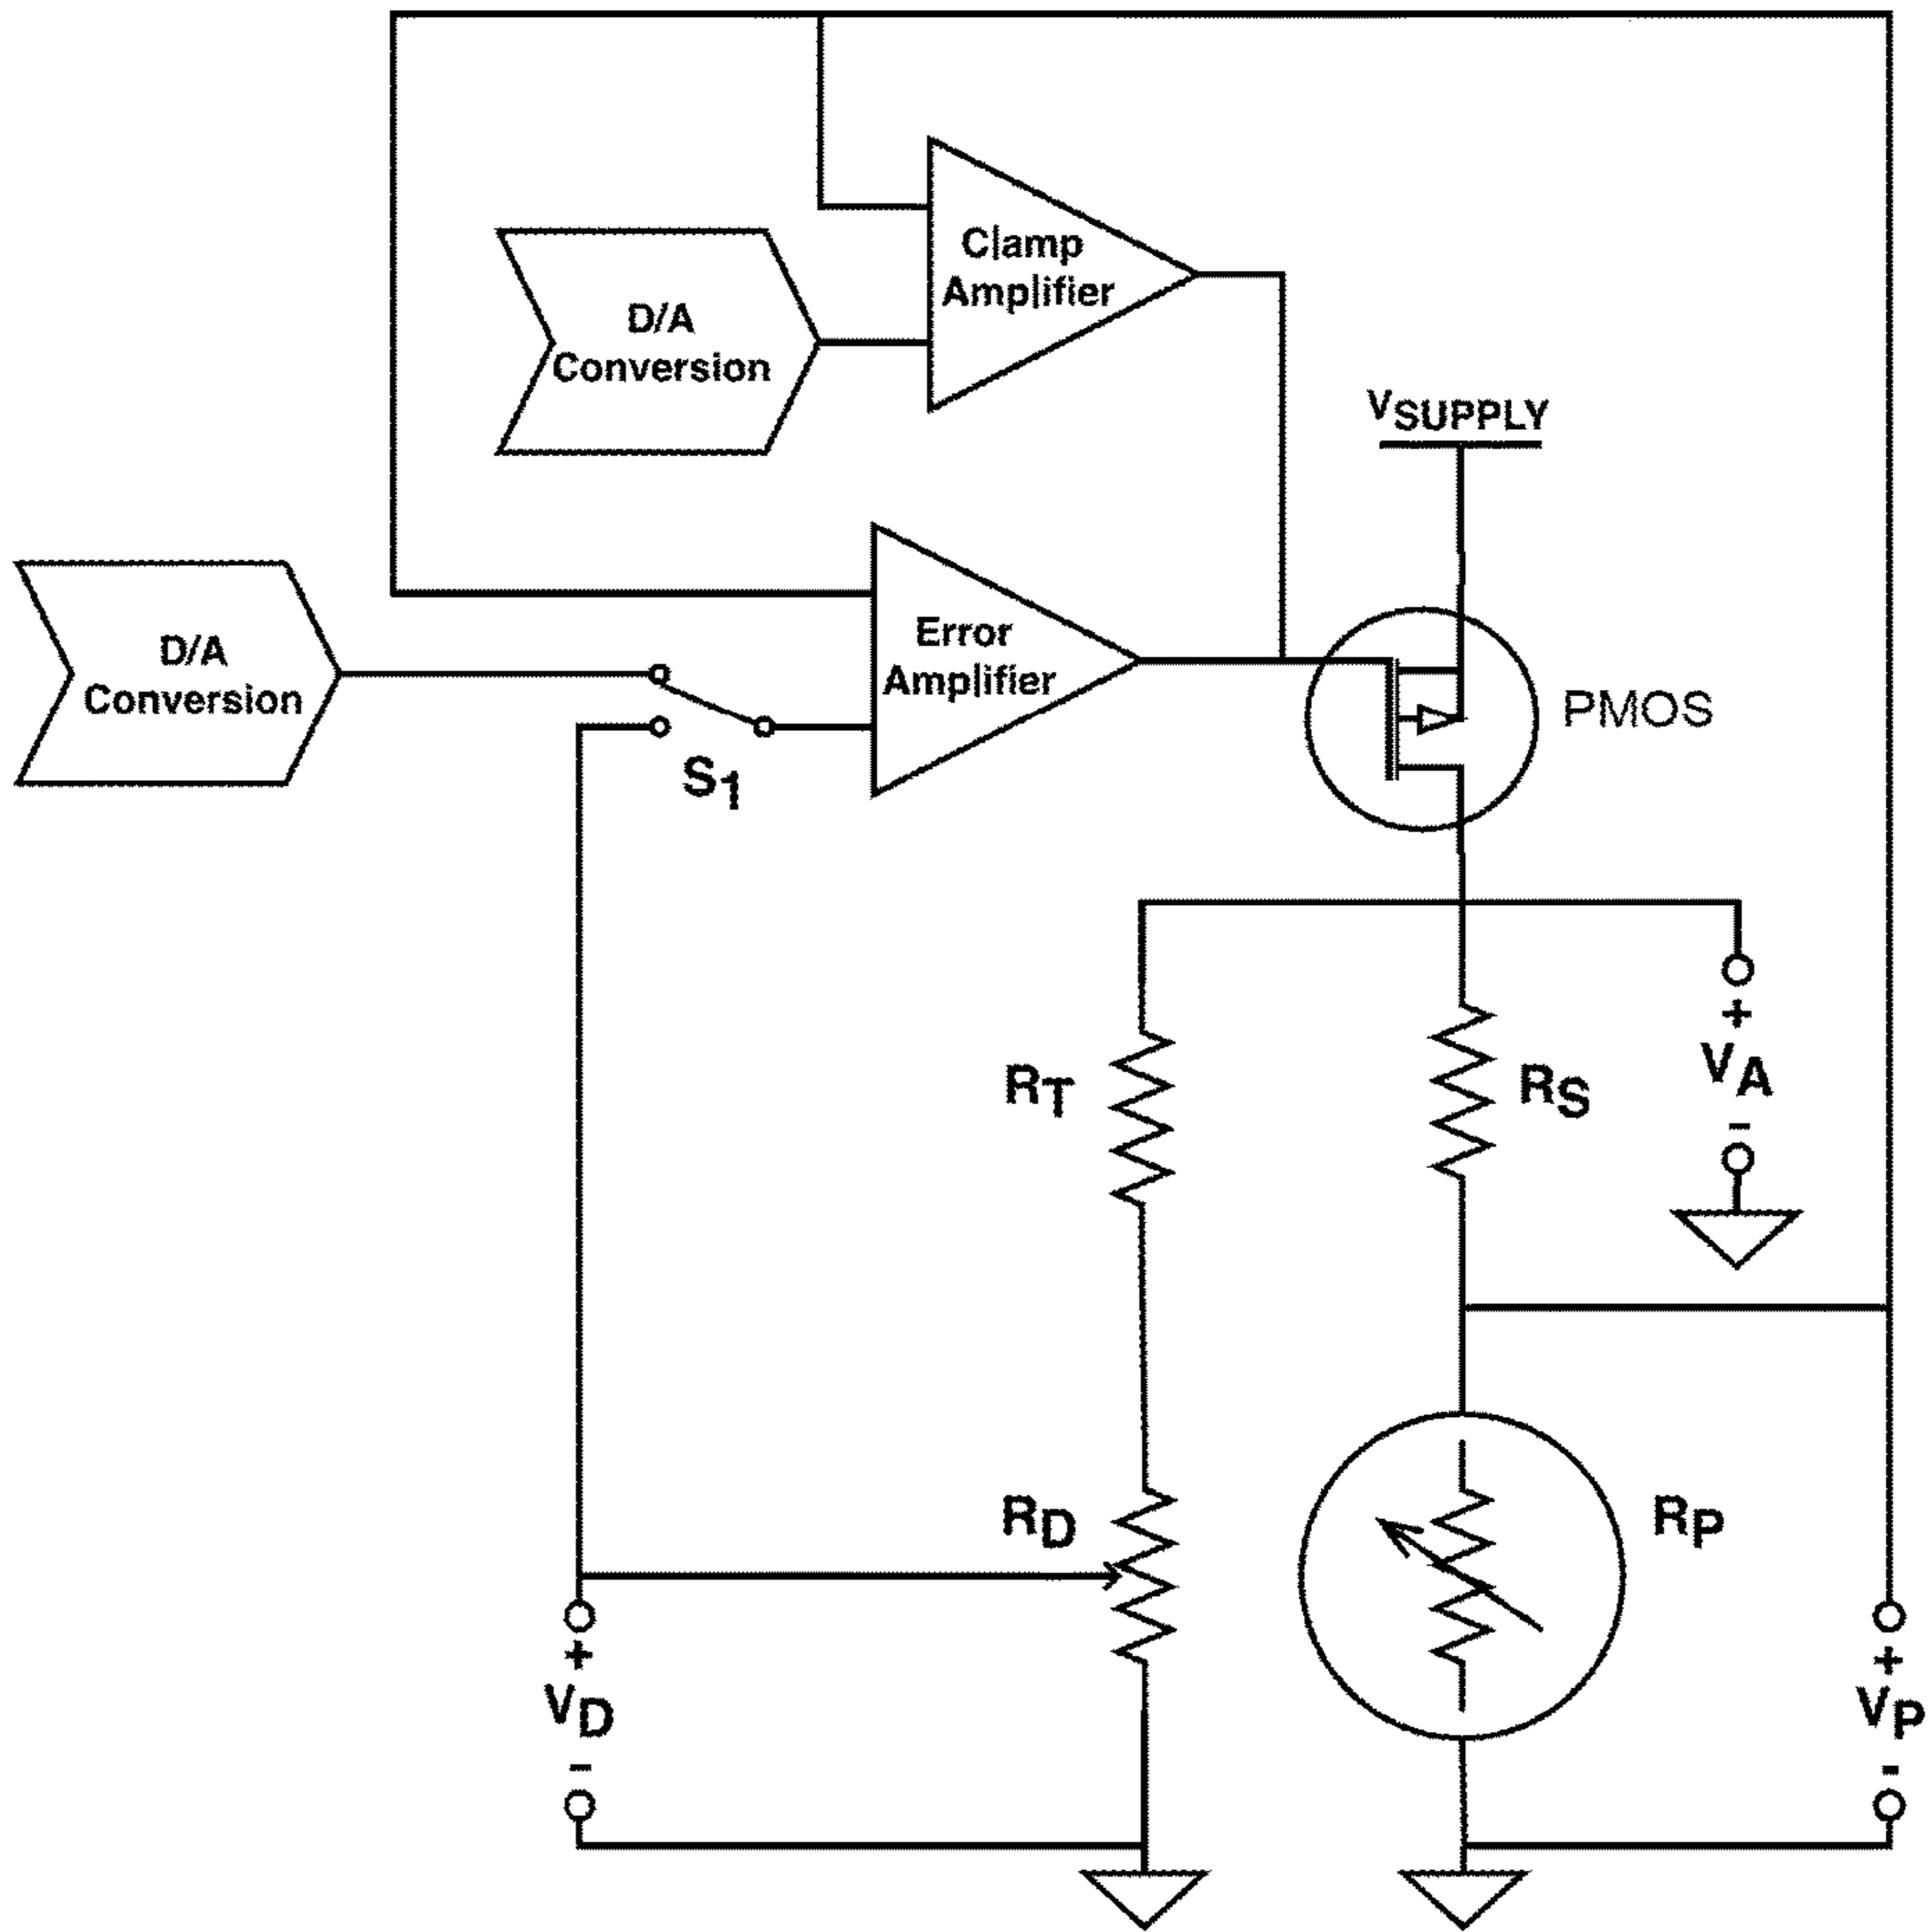 Clamp
Amplifier
D/A
Conversion
VSUPPLY
Error
Amplifier
D/A
Conversion
PMOS
S1
+
VA
-
RT
RS
RD
RP
+
VD
-
+
VP
-